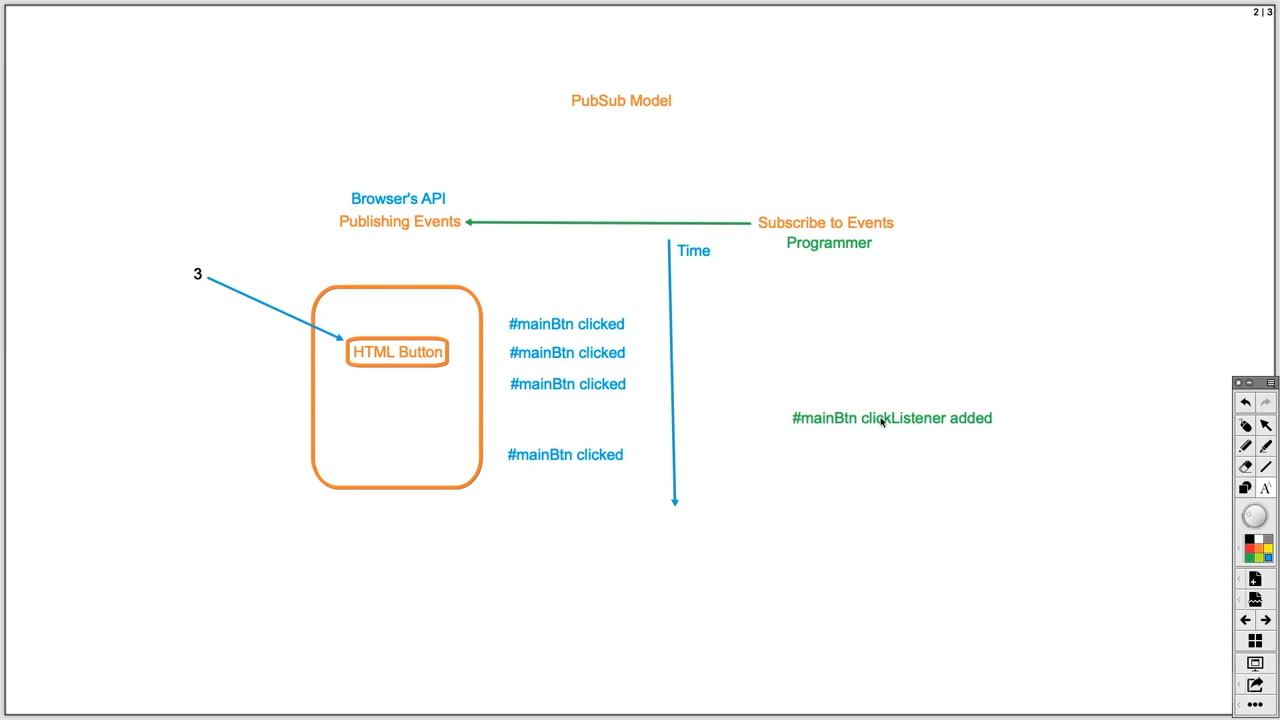 2 | 3
PubSub Model
Browser's API
Publishing Events
Subscribe to Events
Programmer
Time
3
HTML Button
#mainBtn clicked
#mainBtn clicked
#mainBtn clicked
#mainBtn clickListener added
#mainBtn clicked
A